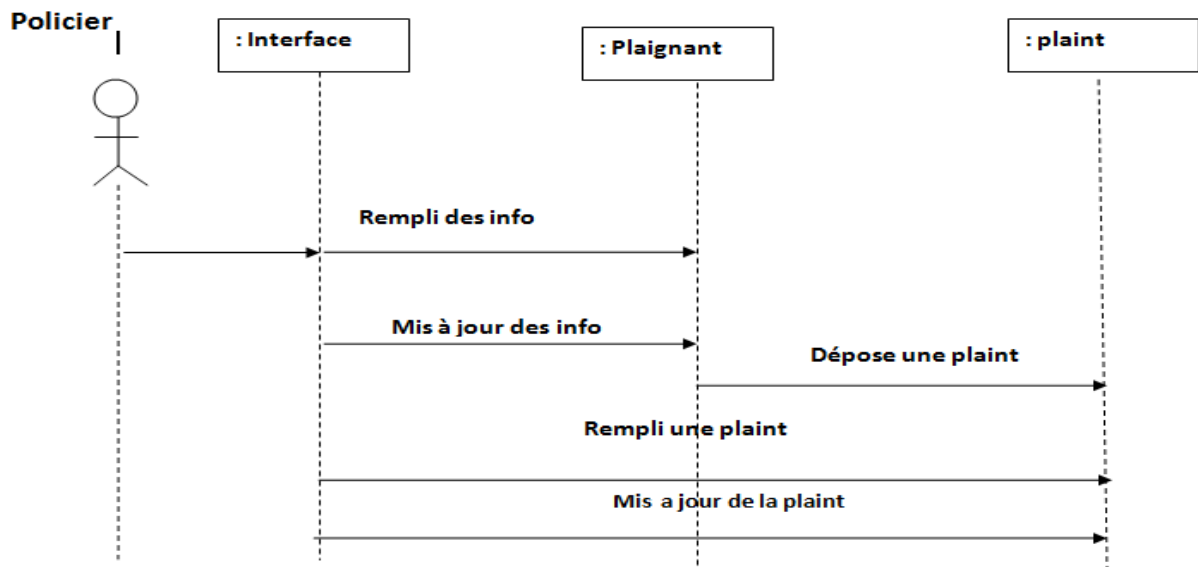 Policier
: Interface
: Plaignant
: plaint
Rempli des info
Mis à jour des info
Dépose une plaint
Rempli une plaint
Mis a jour de la plaint